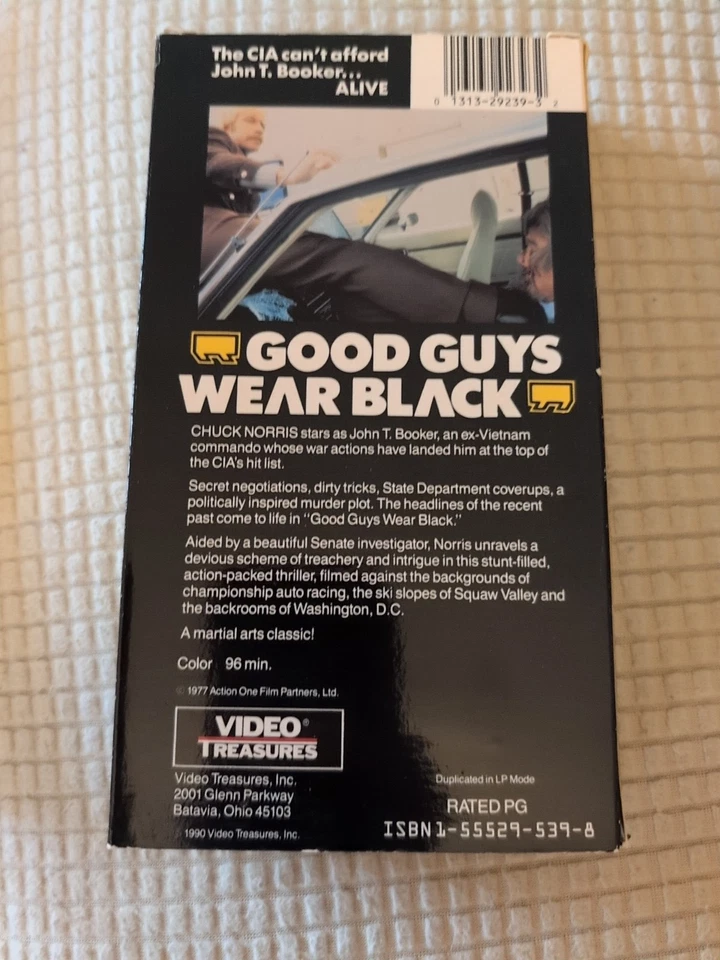 The CIA can't afford
John T. Booker...
ALIVE
0 1313-29239-3 2
GOOD GUYS
WEAR BLACK
CHUCK NORRIS stars as John T. Booker, an ex-Vietnam
commando whose war actions have landed him at the top of
the CIA's hit list.
Secret negotiations, dirty tricks, State Department coverups, a
politically inspired murder plot. The headlines of the recent
past come to life in "Good Guys Wear Black."
Aided by a beautiful Senate investigator, Norris unravels a
devious scheme of treachery and intrigue in this stunt-filled,
action-packed thriller, filmed against the backgrounds of
championship auto racing, the ski slopes of Squaw Valley and
the backrooms of Washington, D.C.
A martial arts classic!
Color 96 min.
© 1977 Action One Film Partners, Ltd.
VIDEO®
TREASURES
Video Treasures, Inc.
2001 Glenn Parkway
Batavia, Ohio 45103
© 1990 Video Treasures, Inc.
Duplicated in LP Mode
RATED PG
ISBN 1-55529-539-8